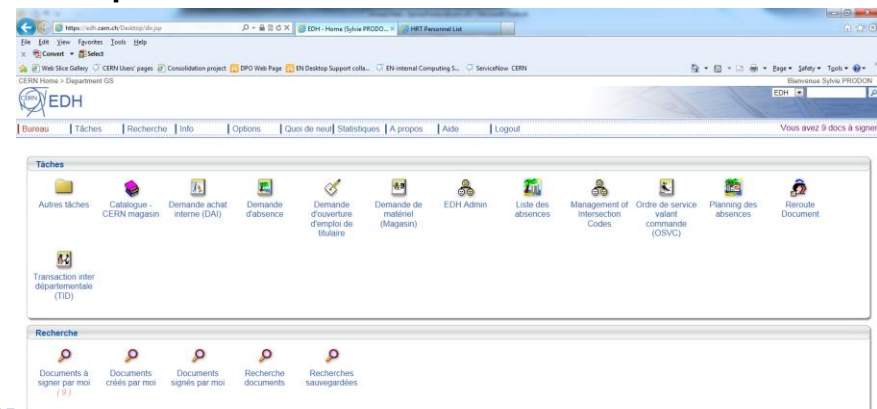 https://edh.cern.ch/Desktop/dir.jsp
EDH - Home (Sylvie PRODO...
HRT Personnel List
File Edit View Favorites Tools Help
Convert Select
Web Slice Gallery CERN Users' pages Consolidation project DPO Web Page EN Desktop Support colla... EN-internal Computing S... ServiceNow CERN Page Safety Tools
CERN Home > Department GS Bienvenue Sylvie PRODON
CERN EDH EDH
Bureau Tâches Recherche Info Options Quoi de neuf Statistiques A propos Aide Logout Vous avez 9 docs à signer
Tâches
Autres tâches
Catalogue -
CERN magasin
Demande achat
interne (DAI)
Demande
d'absence
Demande
d'ouverture
d'emploi de
titulaire
Demande de
matériel
(Magasin)
EDH Admin
Liste des
absences
Management of
Intersection
Codes
Ordre de service
valant
commande
(OSVC)
Planning des
absences
Reroute
Document
Transaction inter
départementale
(TID)
Recherche
Documents à
signer par moi
( 9 )
Documents
créés par moi
Documents
signés par moi
Recherche
documents
Recherches
sauvegardées